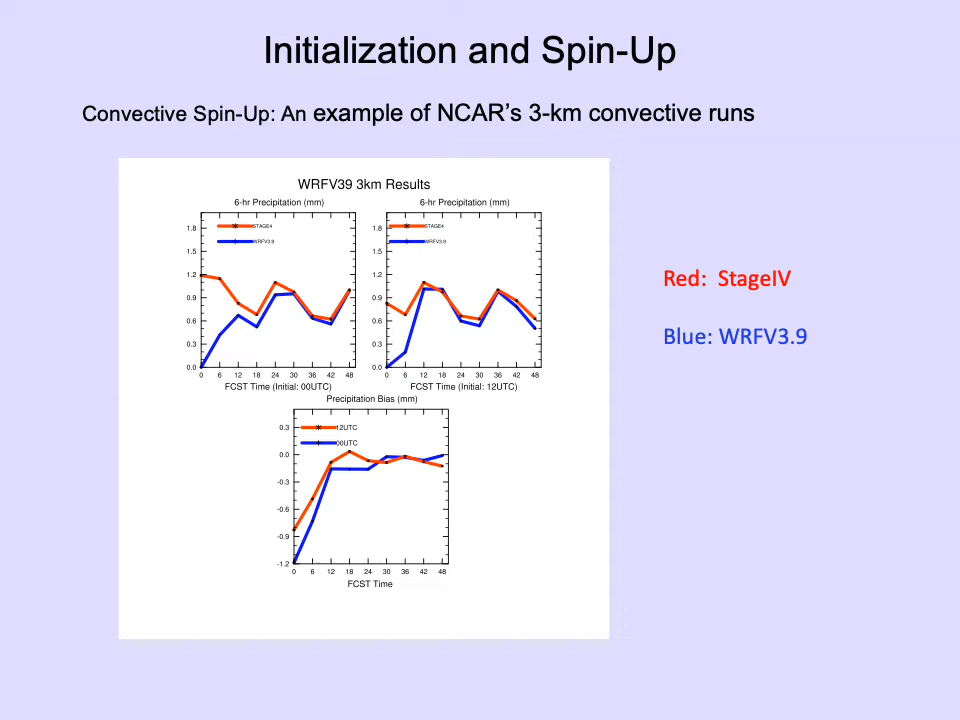 Initialization and Spin-Up
Convective Spin-Up: An example of NCAR's 3-km convective runs
WRFV39 3km Results
6-hr Precipitation (mm)
6-hr Precipitation (mm)
1.8
1.5
1.2
0.9
0.6
0.3
0.0
STAGE4
WRFV3.9
0 6 12 18 24 30 36 42 48
FCST Time (Initial: 00UTC)
1.8
1.5
1.2
0.9
0.6
0.3
0.0
STAGE4
WRFV3.9
0 6 12 18 24 30 36 42 48
FCST Time (Initial: 12UTC)
Precipitation Bias (mm)
0.3
0.0
-0.3
-0.6
-0.9
-1.2
12UTC
00UTC
0 6 12 18 24 30 36 42 48
FCST Time
Red: StageIV
Blue: WRFV3.9